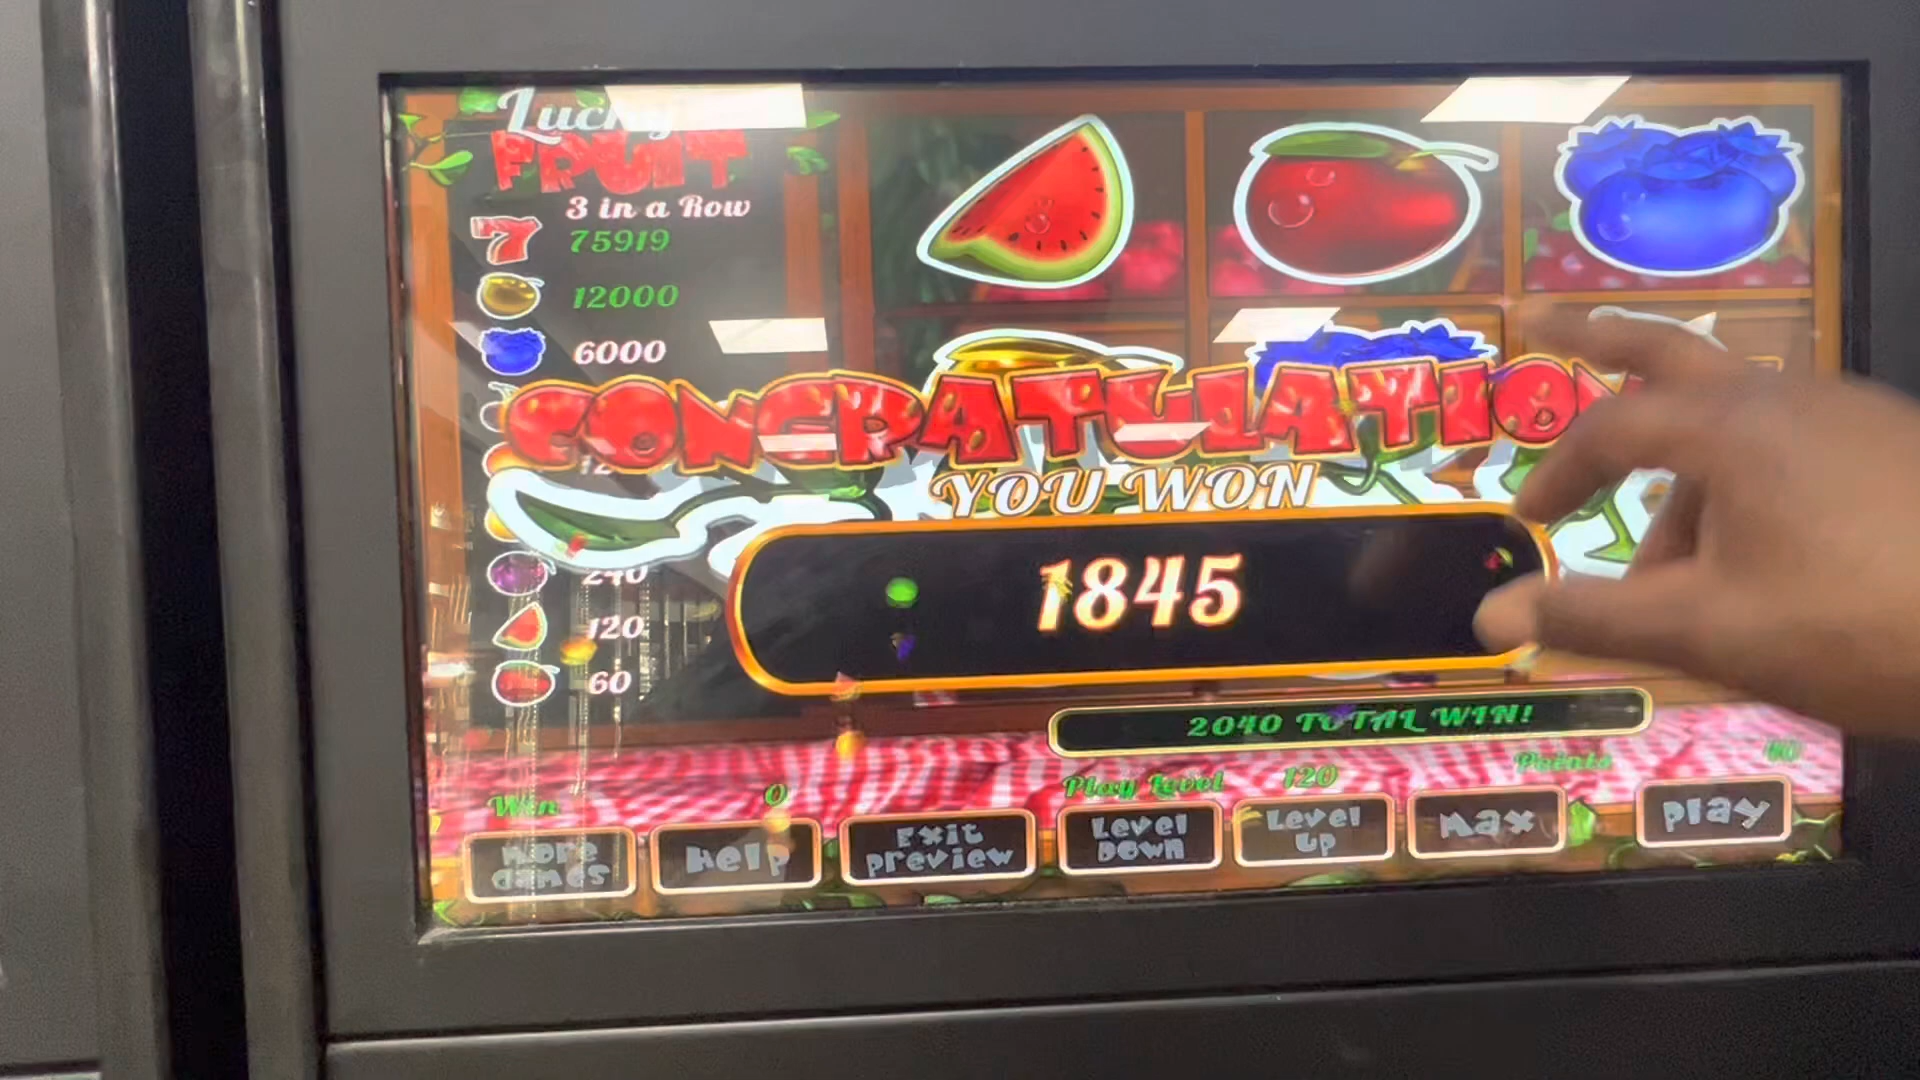 Lucky
FRUIT
3 in a Row
75919
12000
6000
CONGRATULATION
YOU WON
1845
240
120
60
2040 TOTAL WIN!
Win
0
Play Level
120
Points
More
Games
Help
Exit
Preview
Level
Down
Level
Up
Max
Play